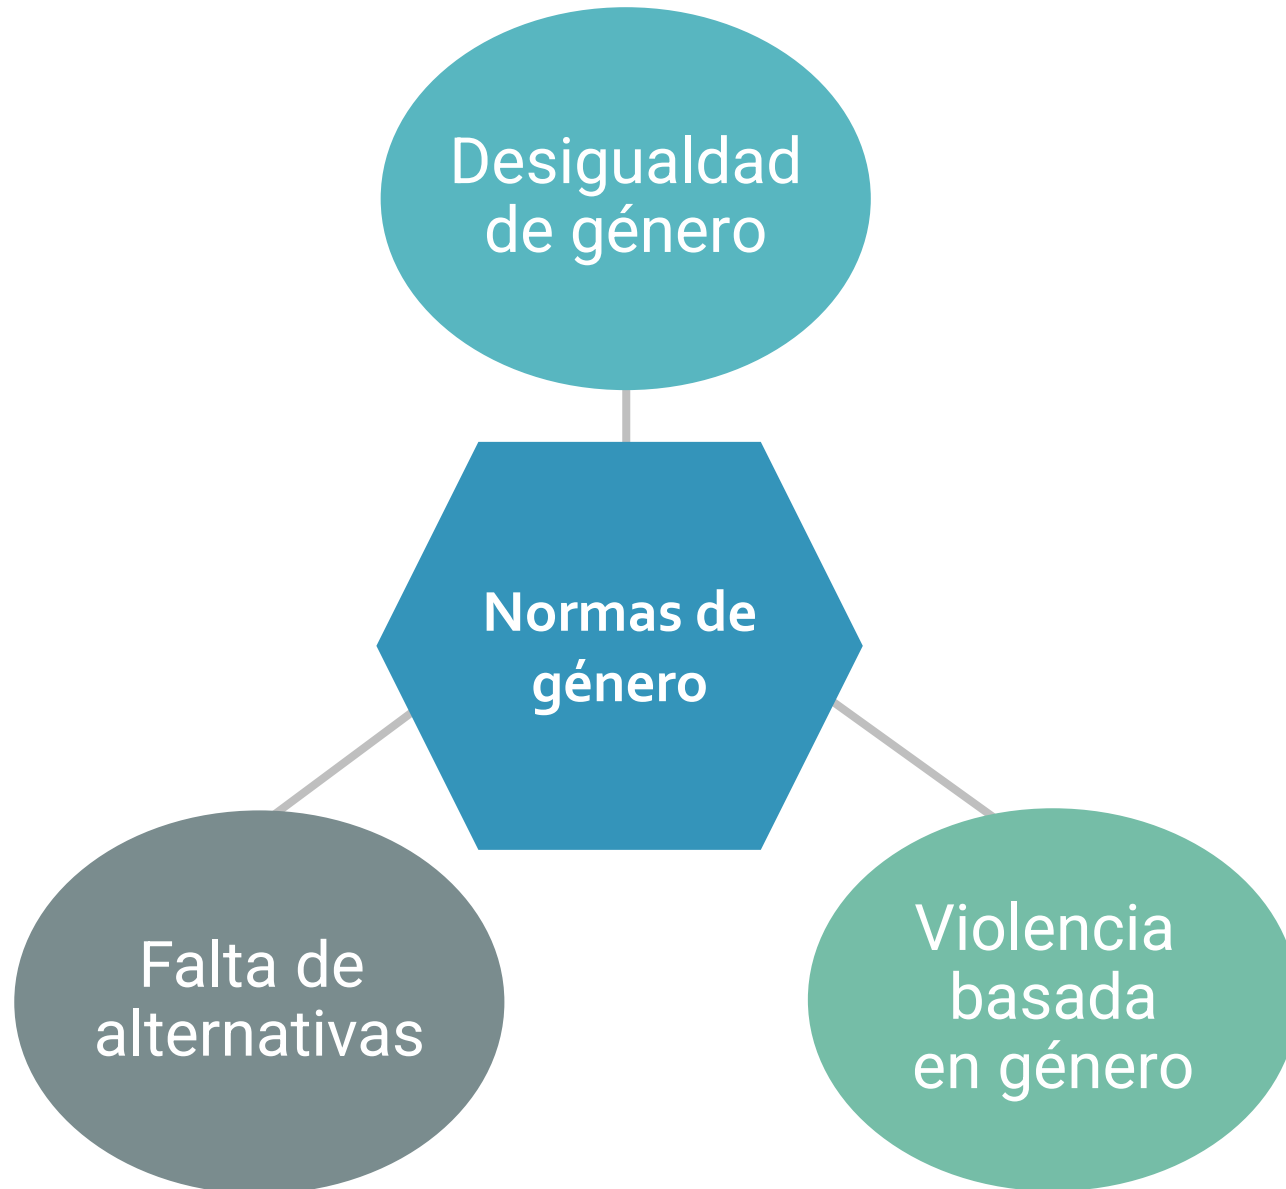 Desigualdad
de género
Normas de
género
Falta de
alternativas
Violencia
basada
en género